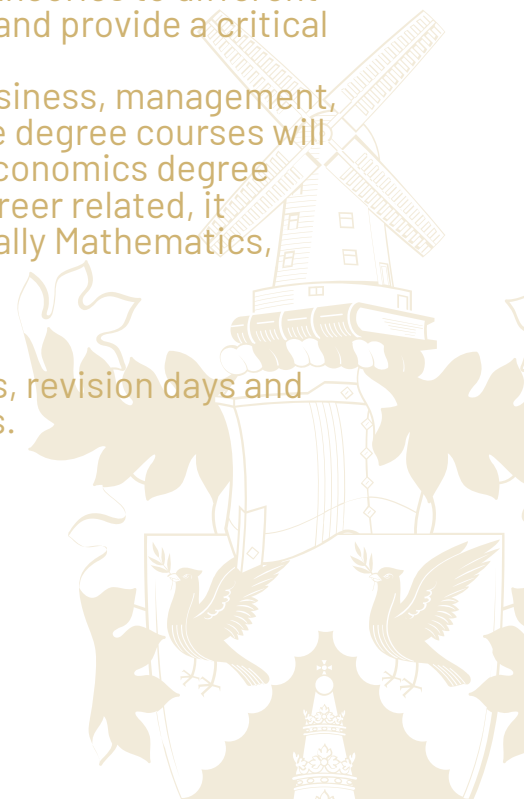 and provide a critical
siness, management,
e degree courses will
conomics degree
reer related, it
ally Mathematics,
s, revision days and
s.